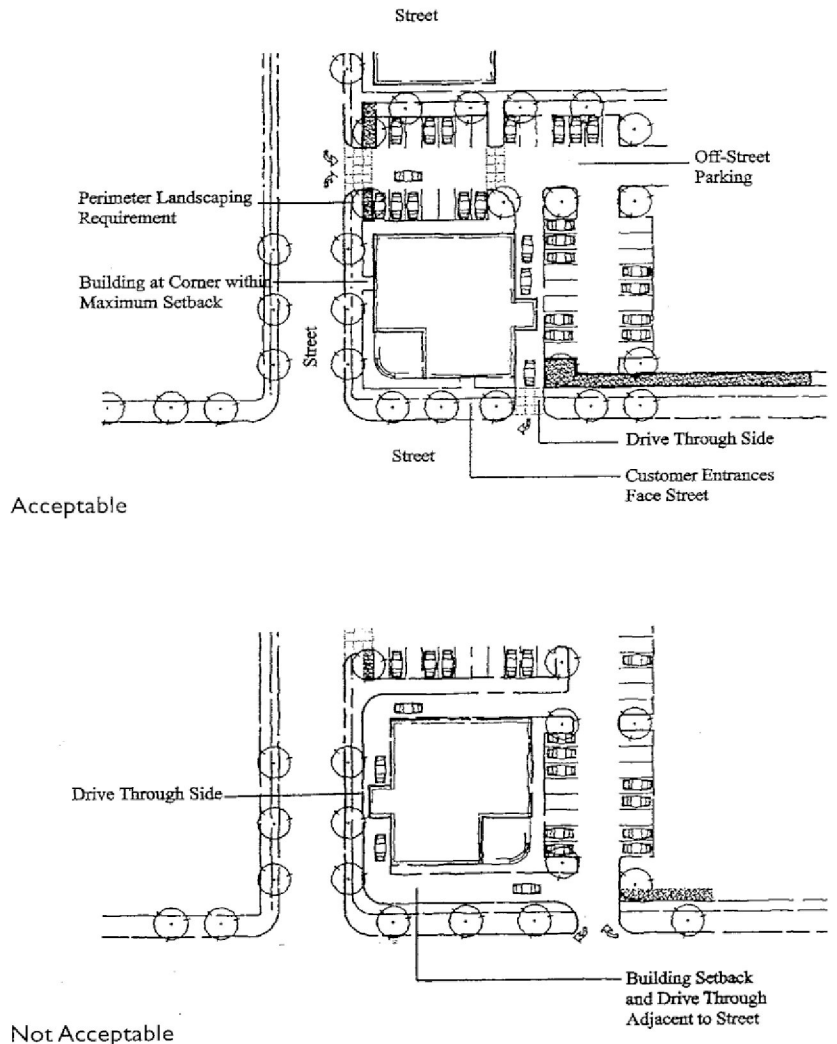 Street
Off-Street
Parking
Perimeter Landscaping
Requirement
Building at Corner within
Maximum Setback
Street
Drive Through Side
Street
Customer Entrances
Face Street
Acceptable
Drive Through Side
Building Setback
and Drive Through
Adjacent to Street
Not Acceptable